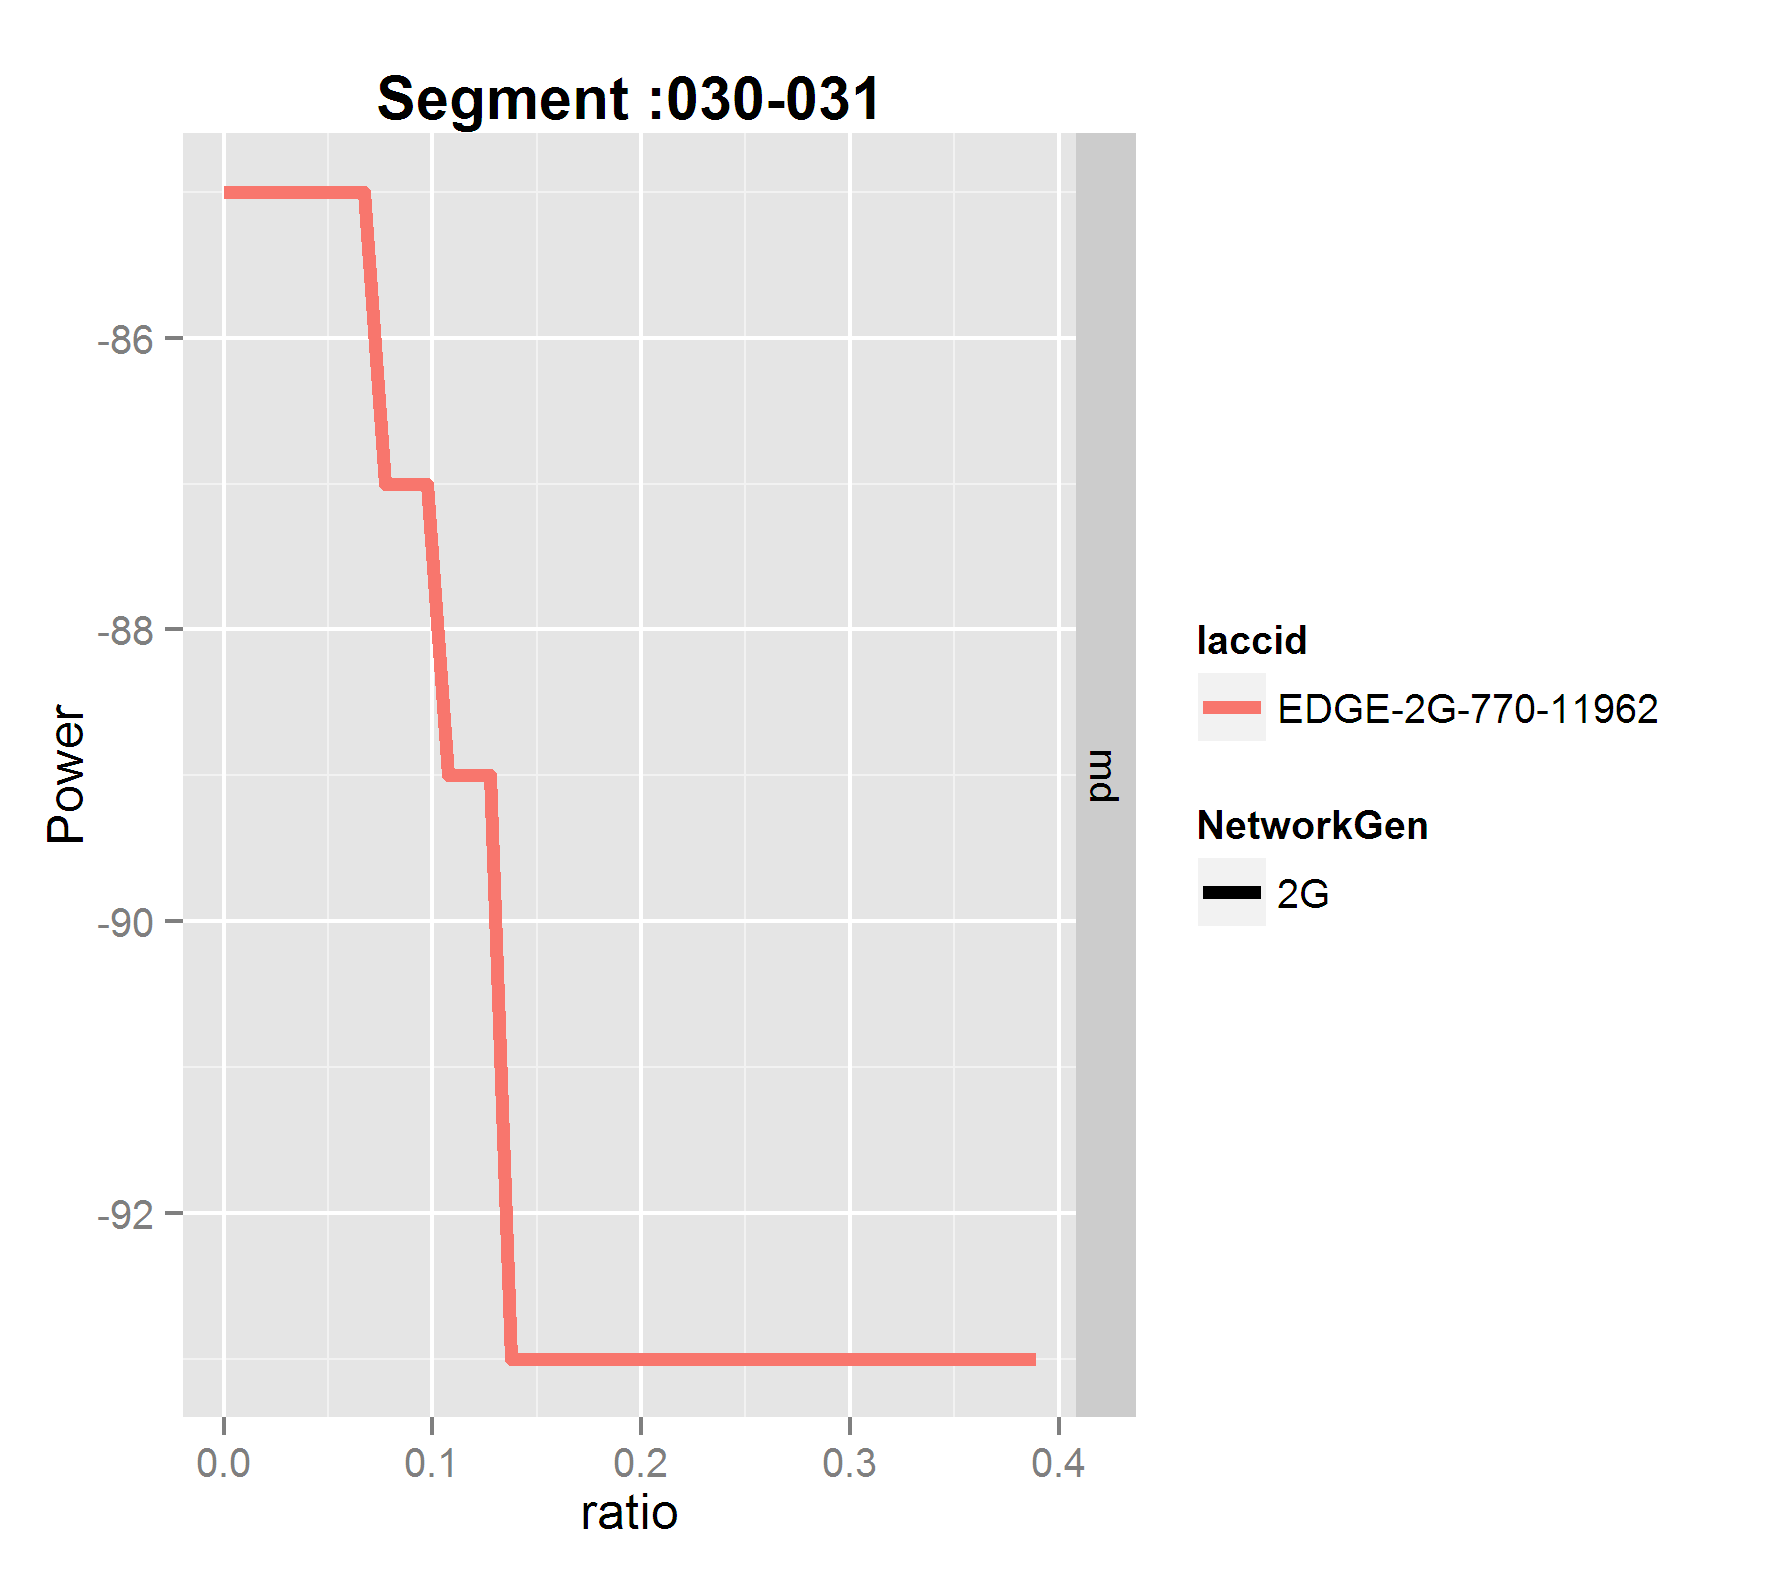 Segment :030-031
-86
-88
-90
-92
Power
0.0 0.1 0.2 0.3 0.4
ratio
md
laccid
EDGE-2G-770-11962
NetworkGen
2G